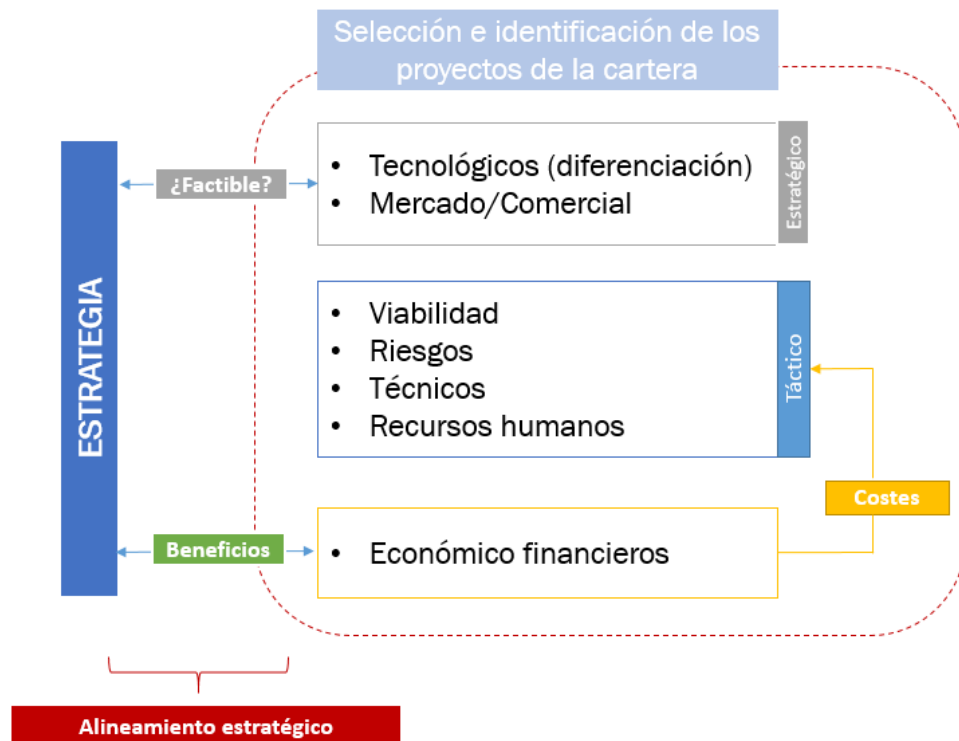 Selección e identificación de los
proyectos de la cartera
ESTRATEGIA
¿Factible?
• Tecnológicos (diferenciación)
• Mercado/Comercial
Estratégico
• Viabilidad
• Riesgos
• Técnicos
• Recursos humanos
Táctico
Costes
Beneficios
• Económico financieros
Alineamiento estratégico